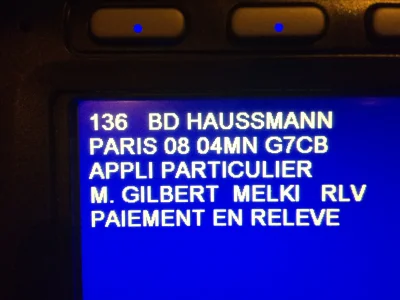 136 BD HAUSSMANN
PARIS 08 04MN G7CB
APPLI PARTICULIER
M. GILBERT MELKI RLV
PAIEMENT EN RELEVE